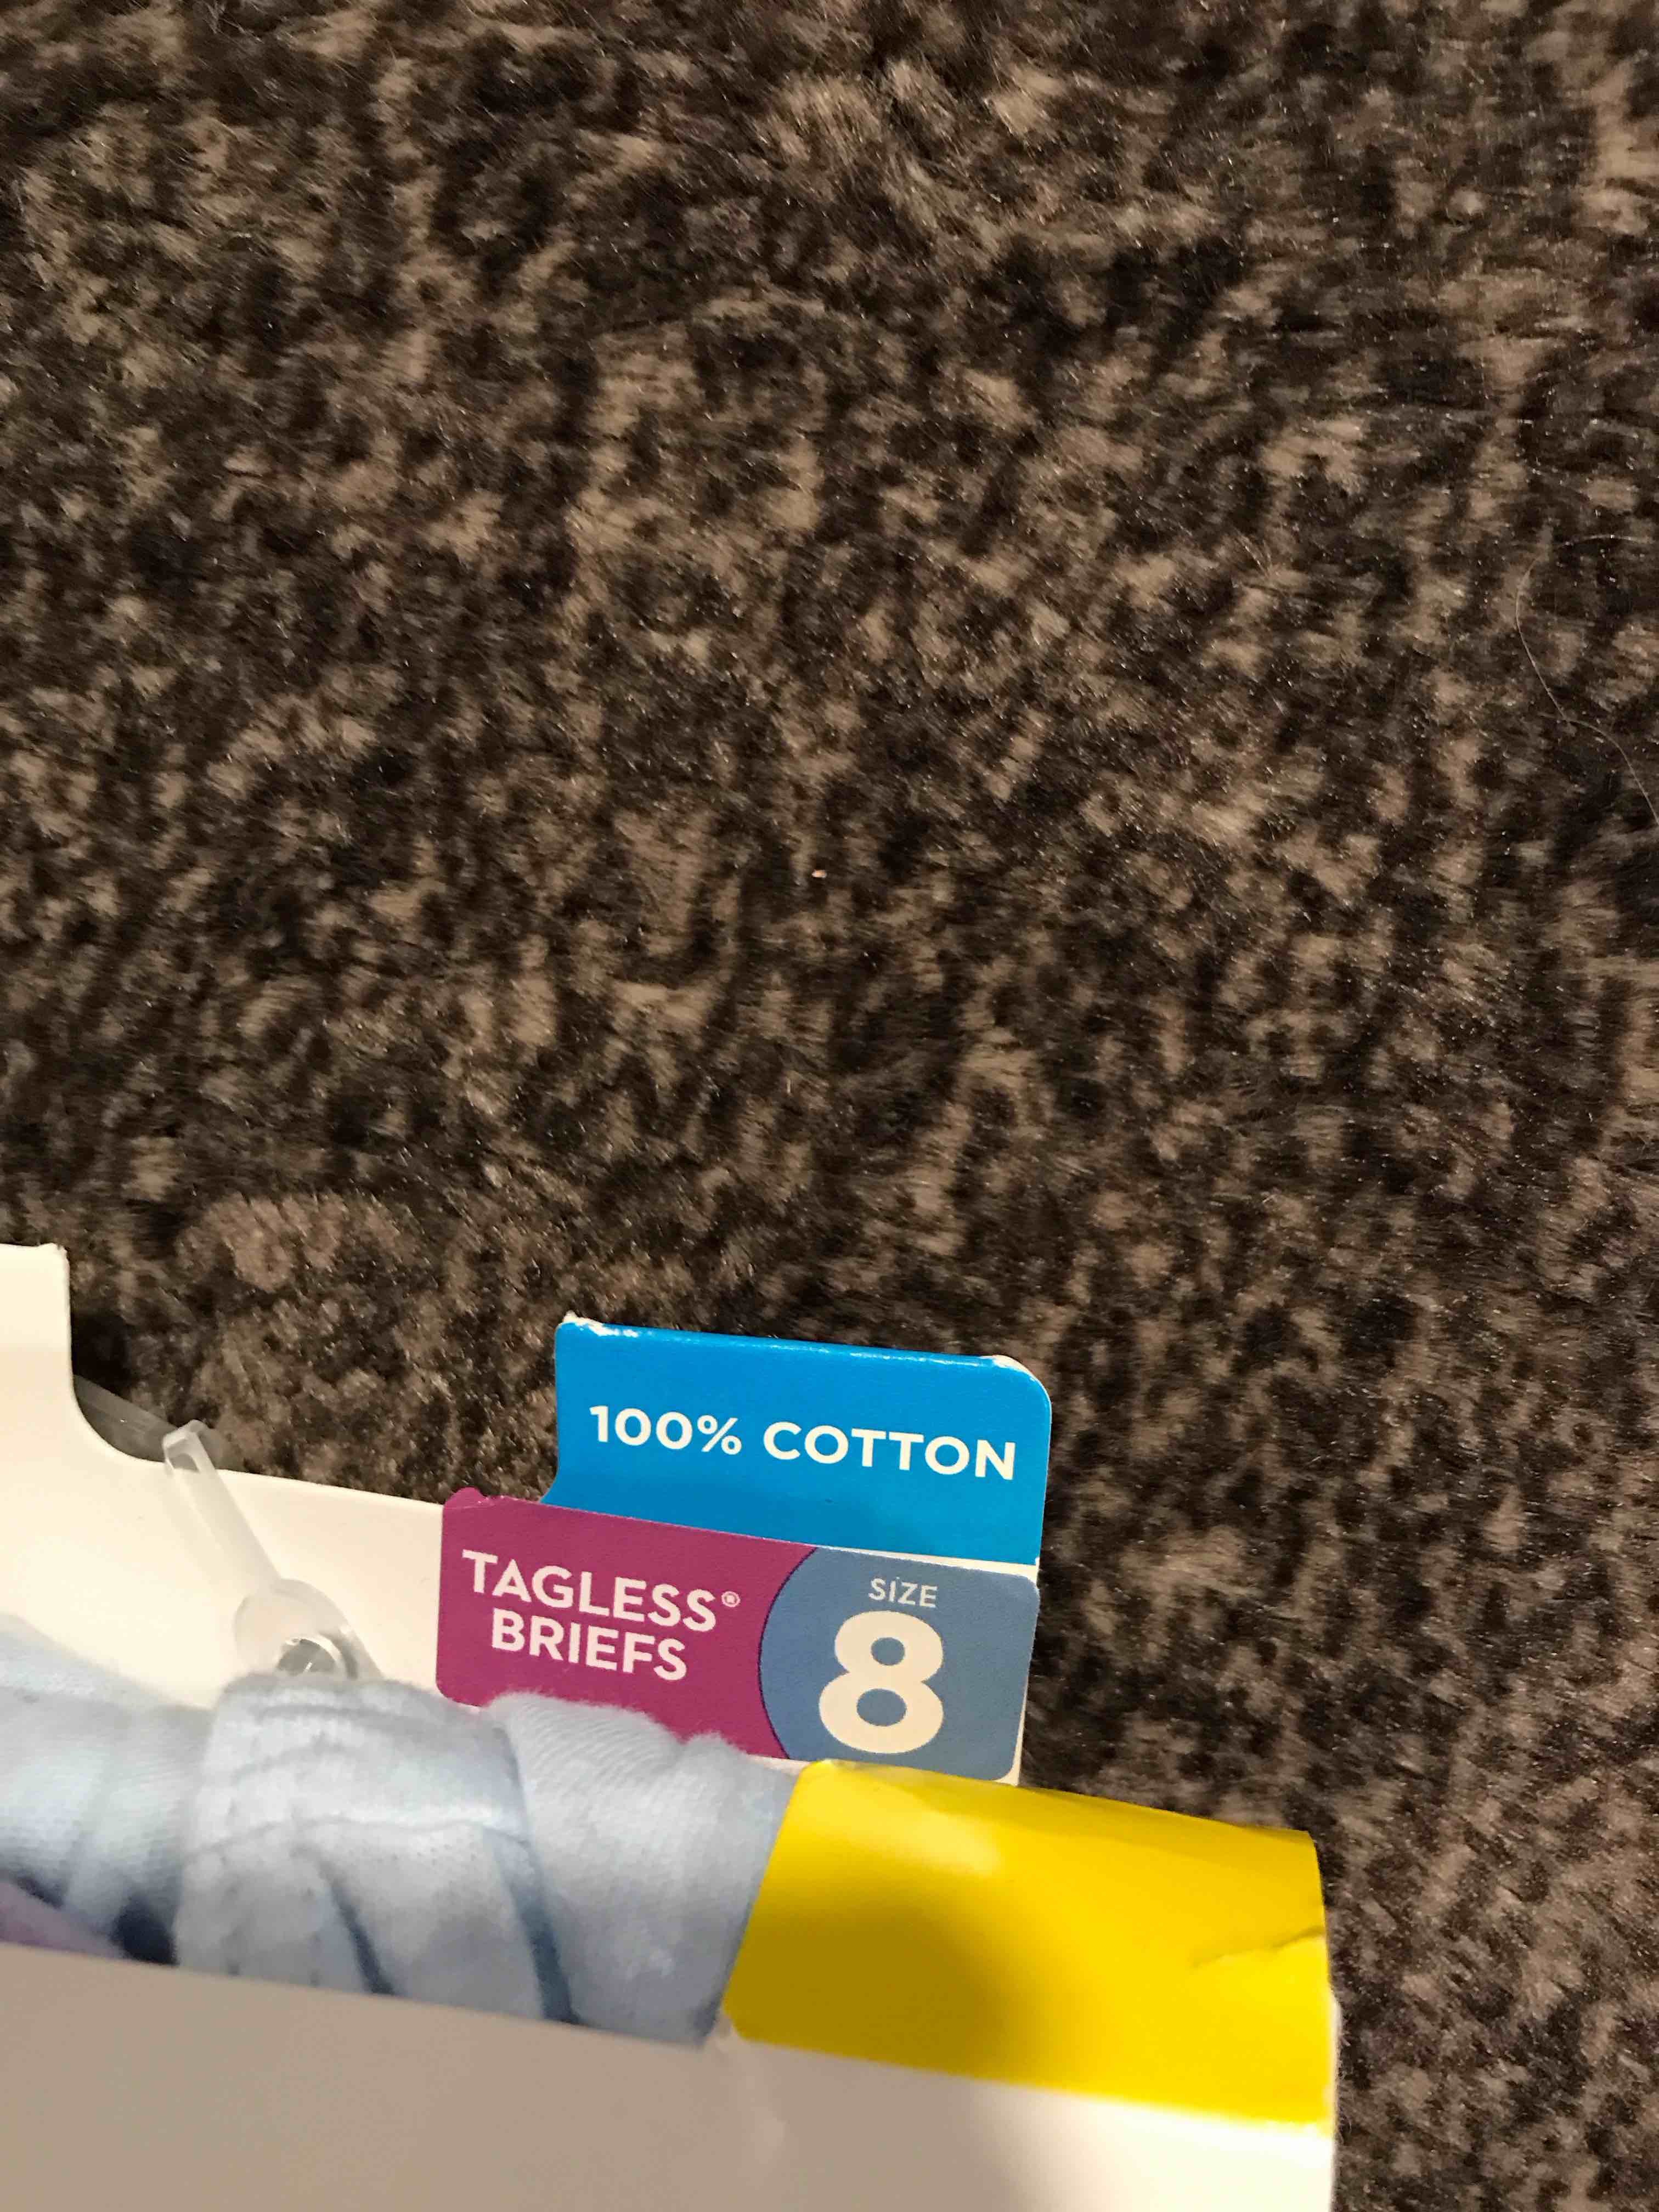 100% COTTON
TAGLESS®
BRIEFS
SIZE
8